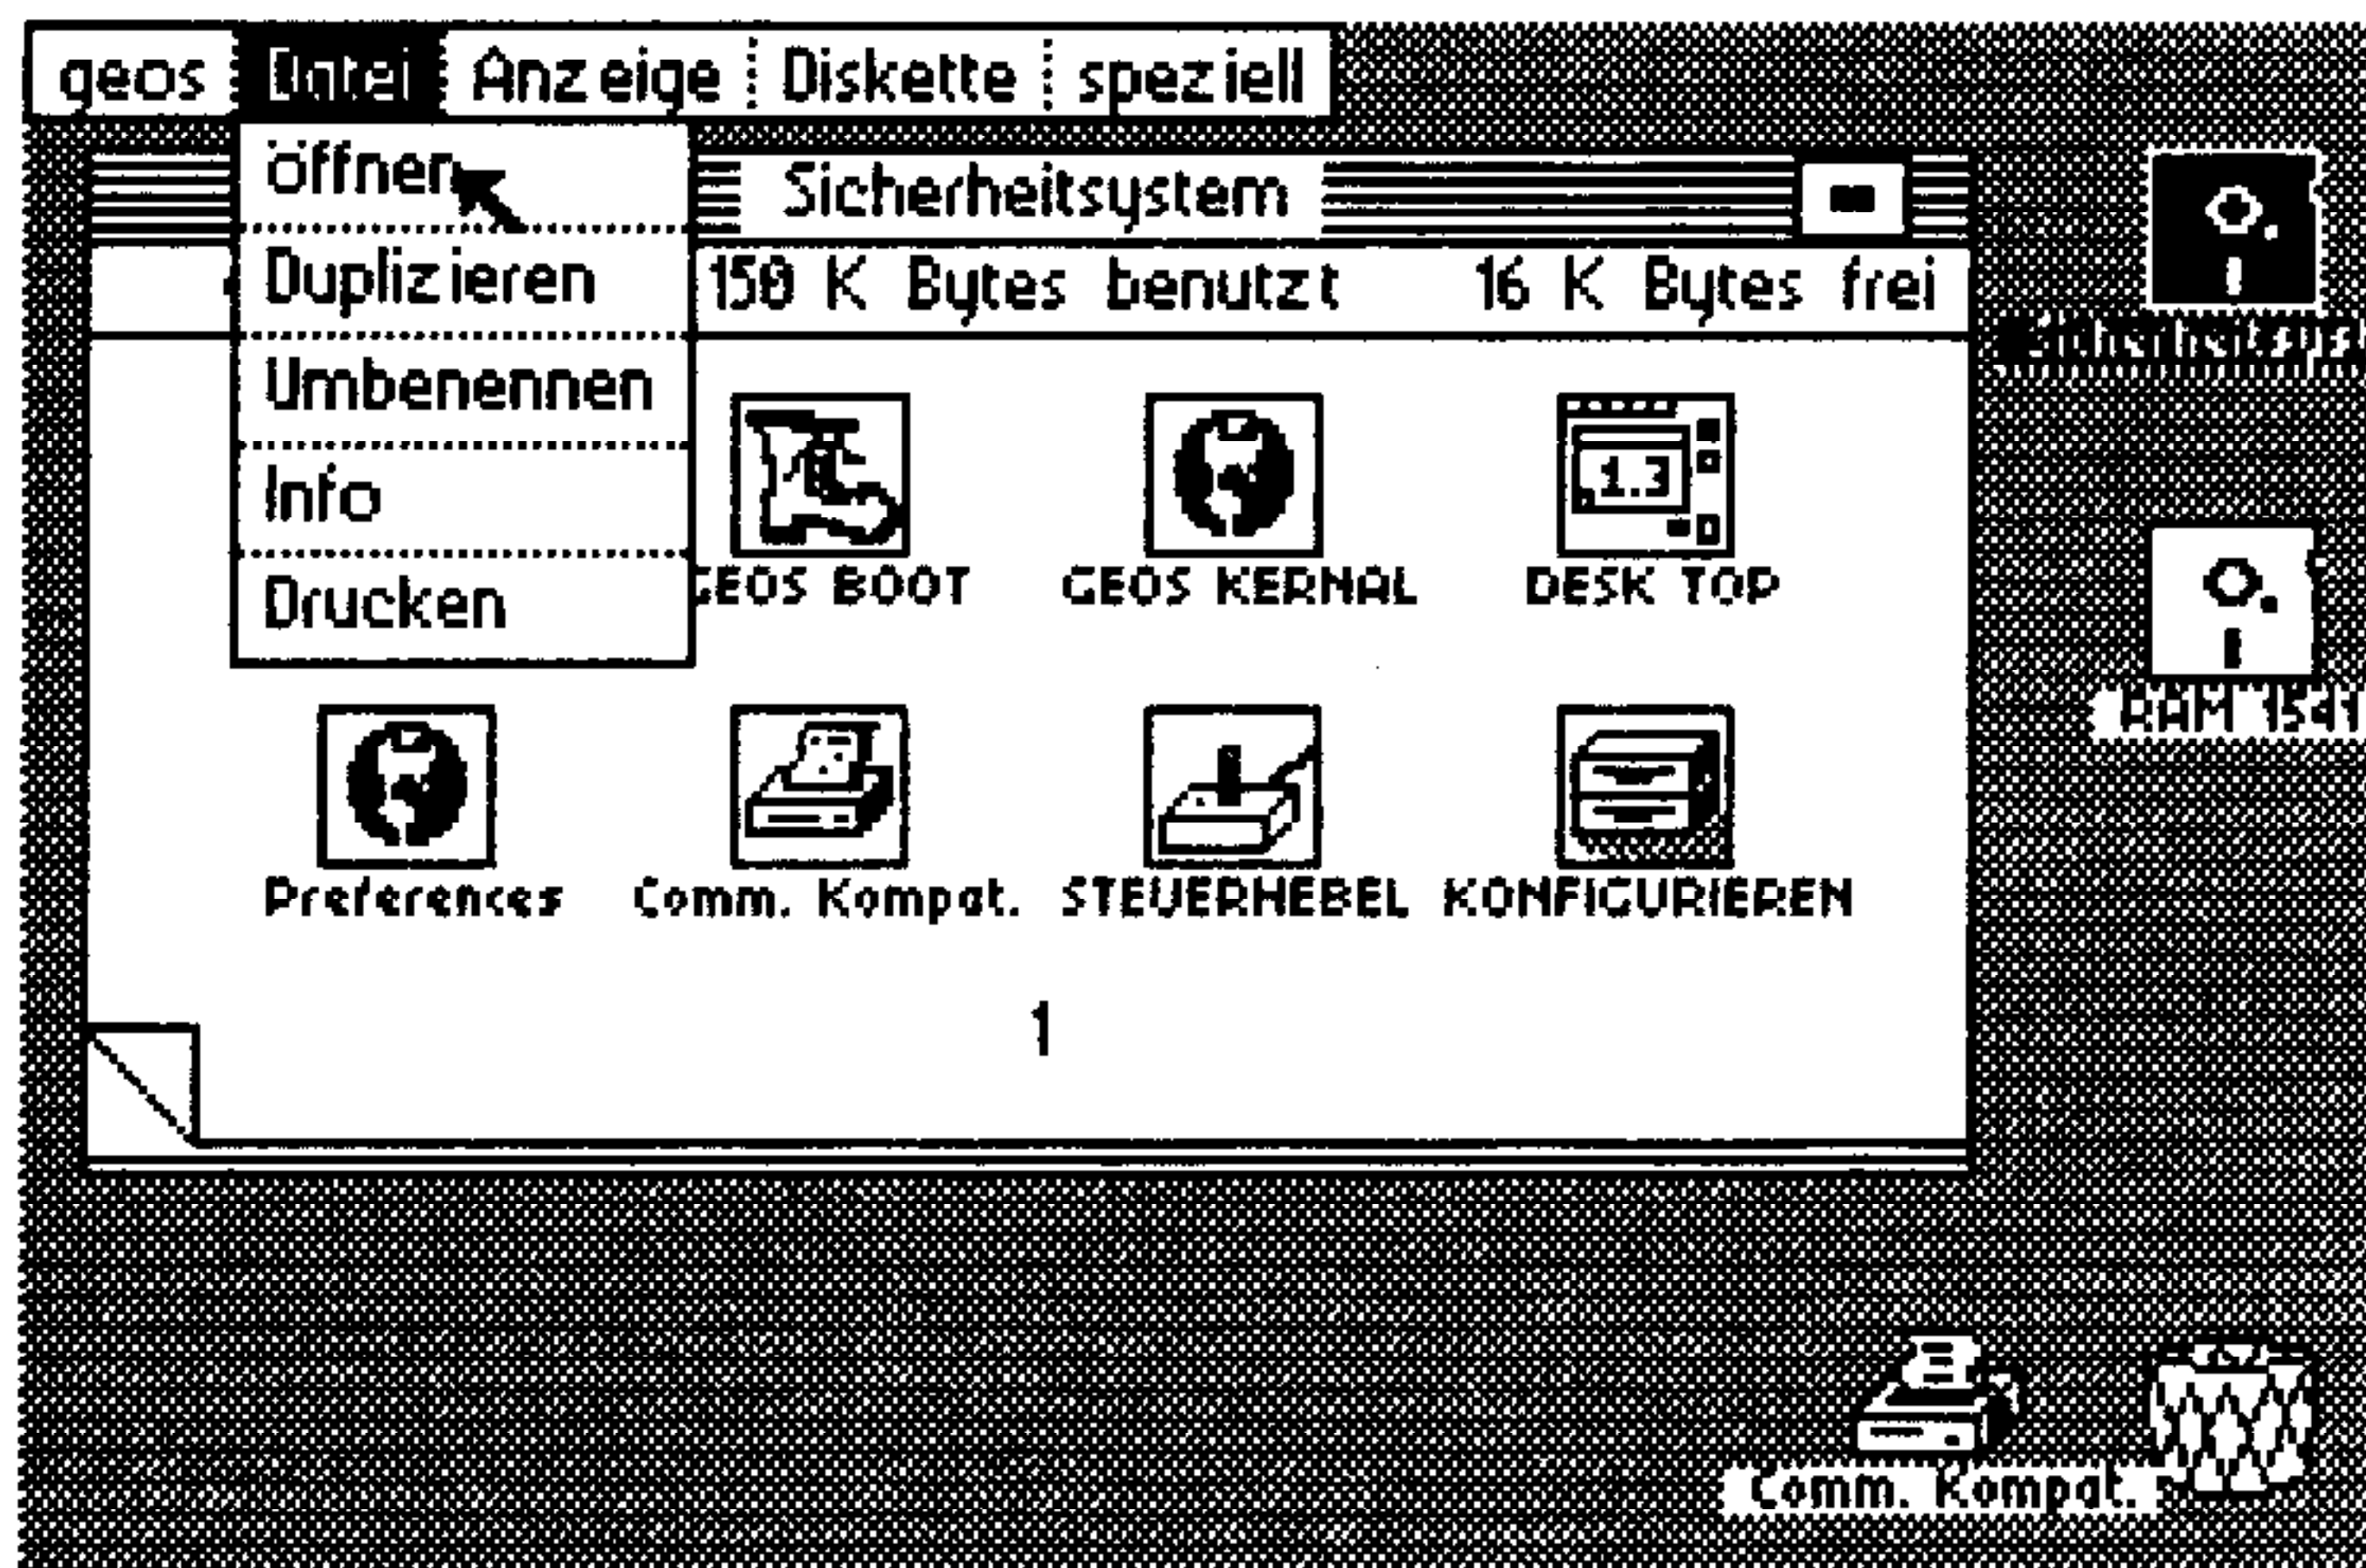 geos Datei Anzeige Diskette speziell
öffnen
Duplizieren
Umbenennen
Info
Drucken
Sicherheitsystem
150 K Bytes benutzt 16 K Bytes frei
1.3
GEOS BOOT GEOS KERNAL DESK TOP
Preferences Comm. Kompat. STEUERHEBEL KONFIGURIEREN
1
RAM 1541
Comm. Kompat.